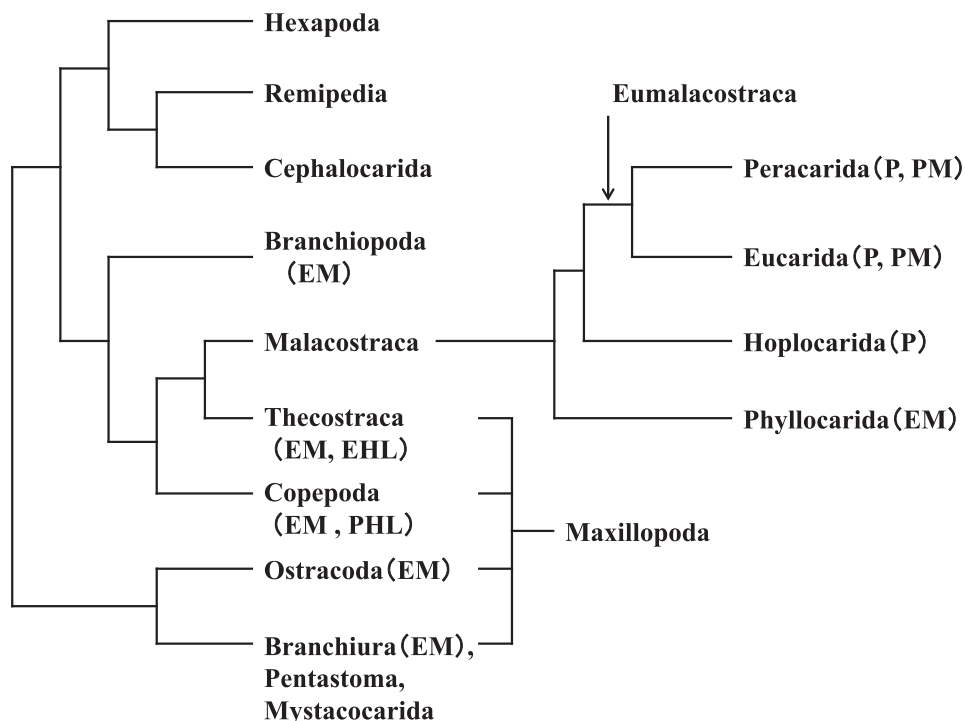 Hexapoda
Remipedia
Cephalocarida
Branchiopoda
（EM）
Malacostraca
Thecostraca
（EM, EHL）
Copepoda
（EM , PHL）
Ostracoda（EM）
Branchiura（EM）,
Pentastoma,
Mystacocarida
Maxillopoda
Eumalacostraca
Peracarida（P, PM）
Eucarida（P, PM）
Hoplocarida（P）
Phyllocarida（EM）